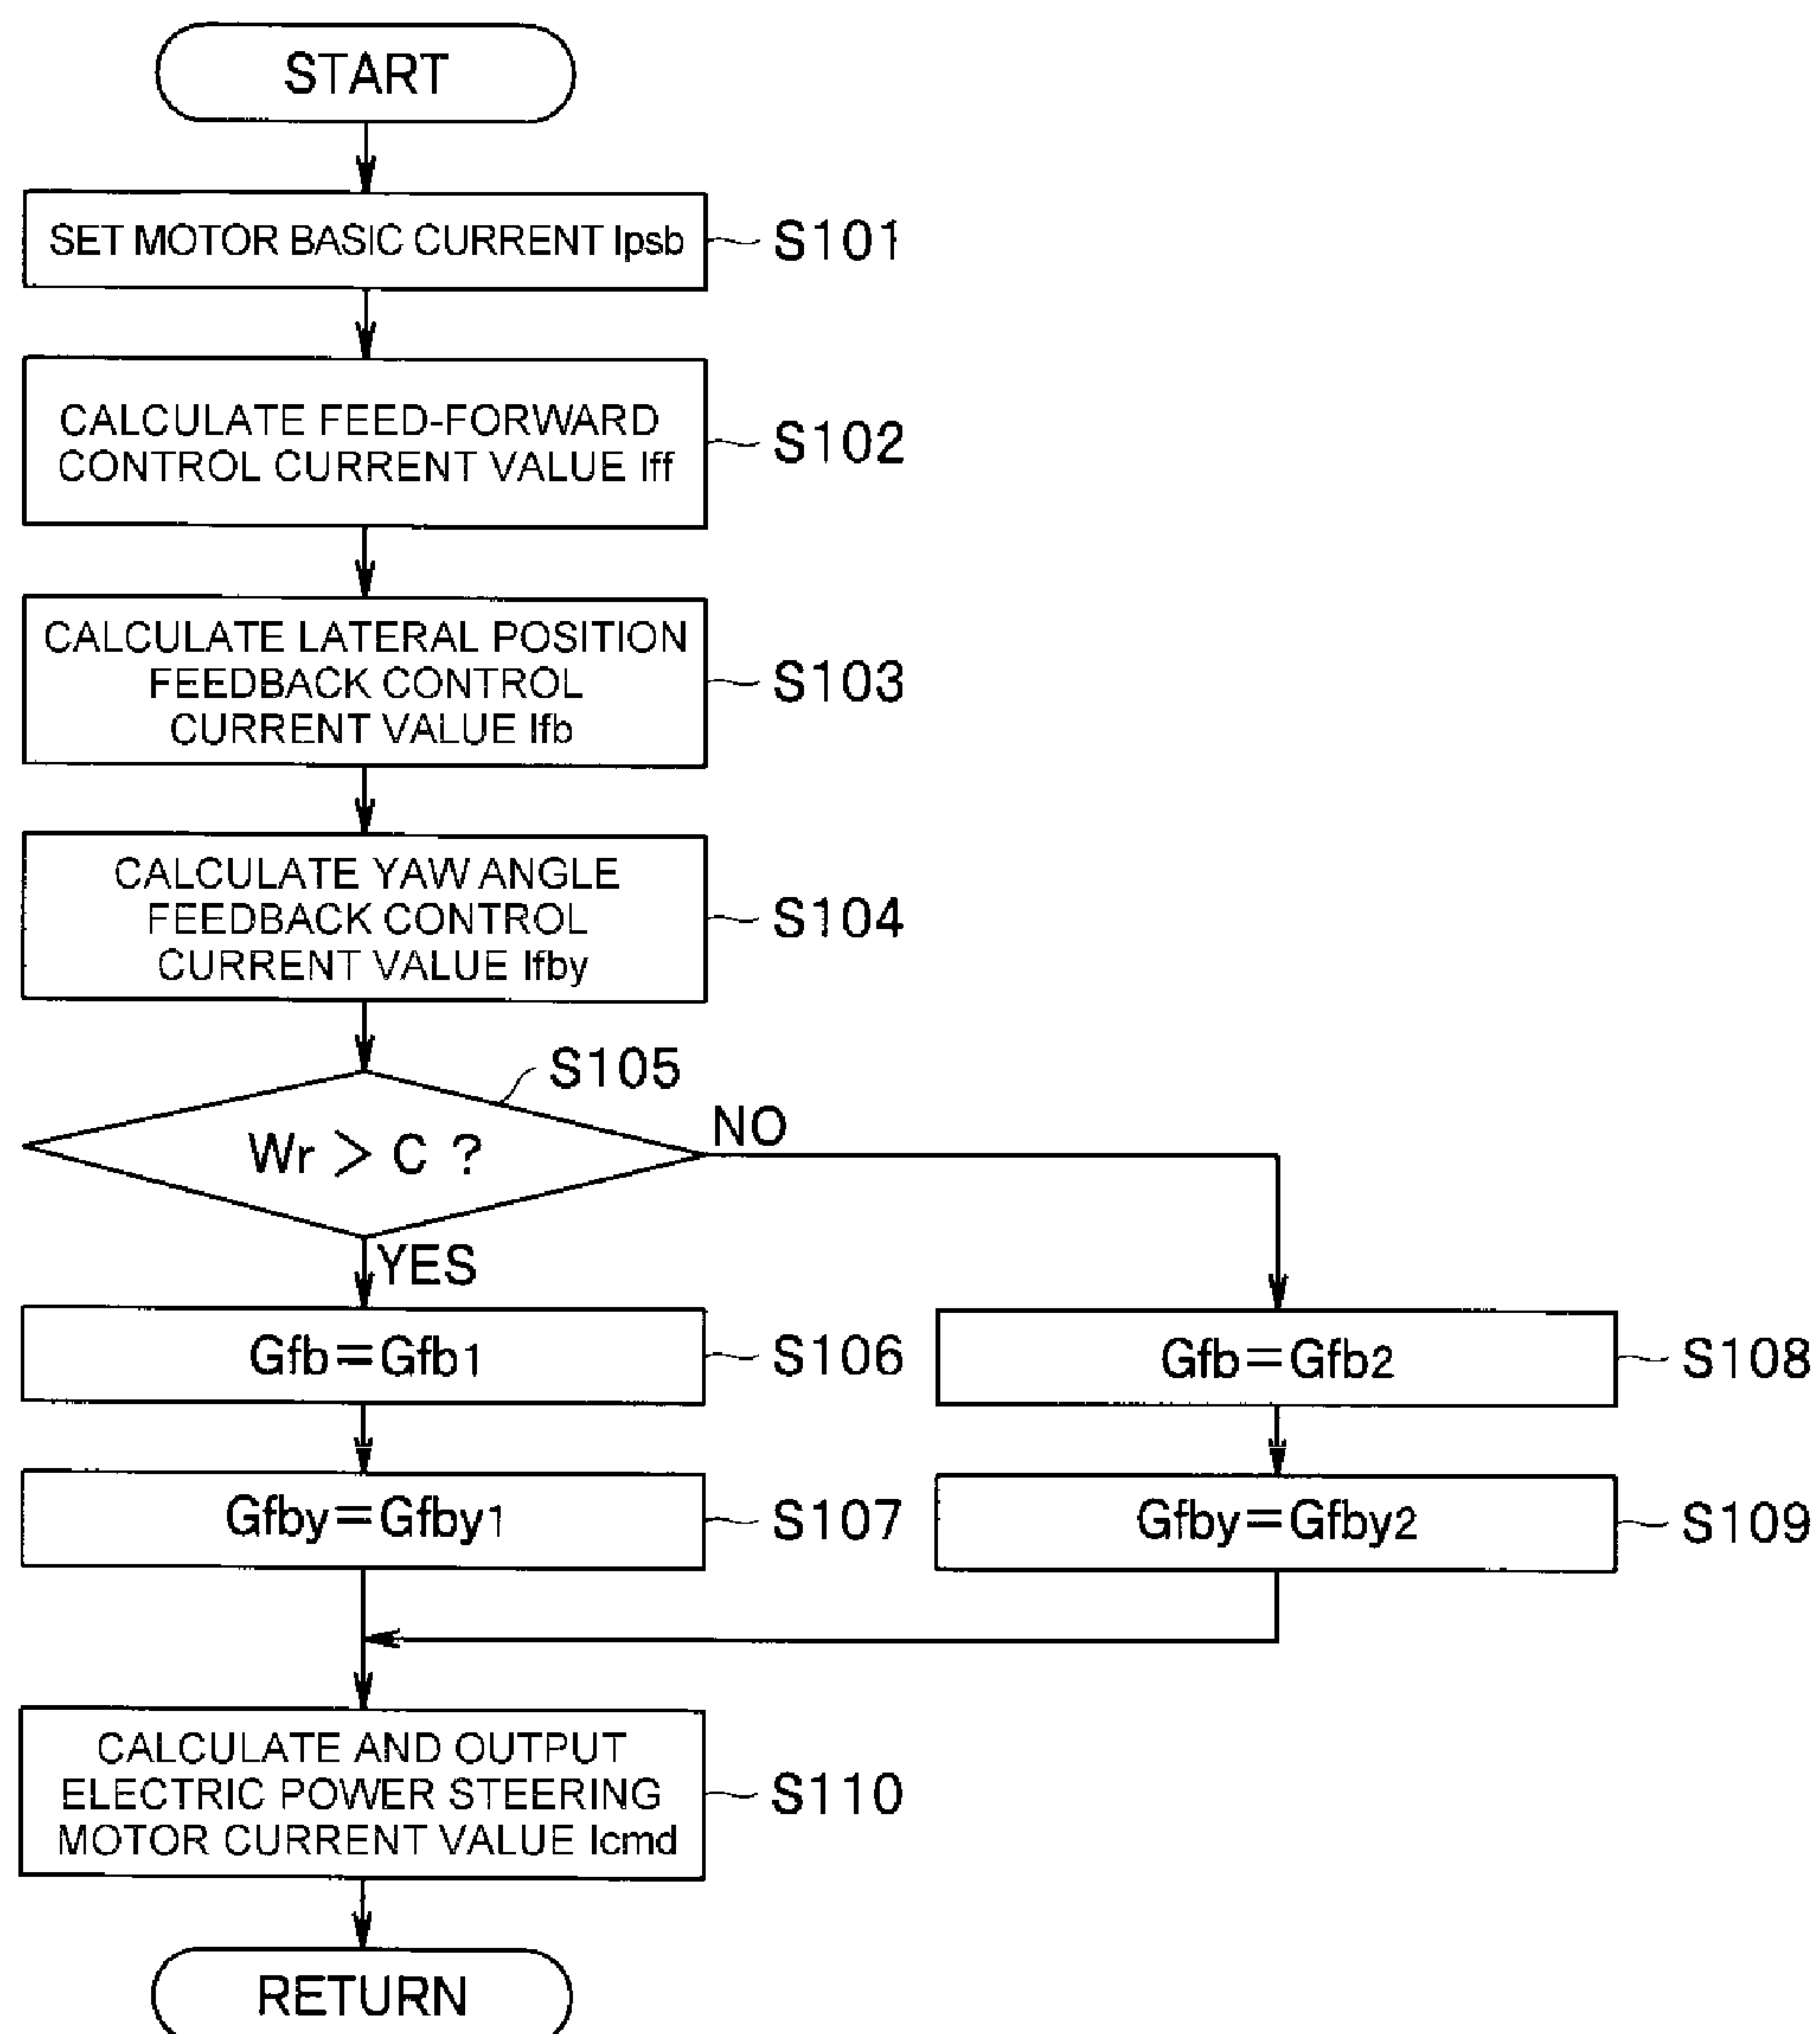 START
SET MOTOR BASIC CURRENT Ipsb
S101
CALCULATE FEED-FORWARD
CONTROL CURRENT VALUE Iff
S102
CALCULATE LATERAL POSITION
FEEDBACK CONTROL
CURRENT VALUE Ifb
S103
CALCULATE YAW ANGLE
FEEDBACK CONTROL
CURRENT VALUE Ifby
S104
S105
Wr > C ?
NO
YES
Gfb=Gfb1
S106
Gfb=Gfb2
S108
Gfby=Gfby1
S107
Gfby=Gfby2
S109
CALCULATE AND OUTPUT
ELECTRIC POWER STEERING
MOTOR CURRENT VALUE Icmd
S110
RETURN